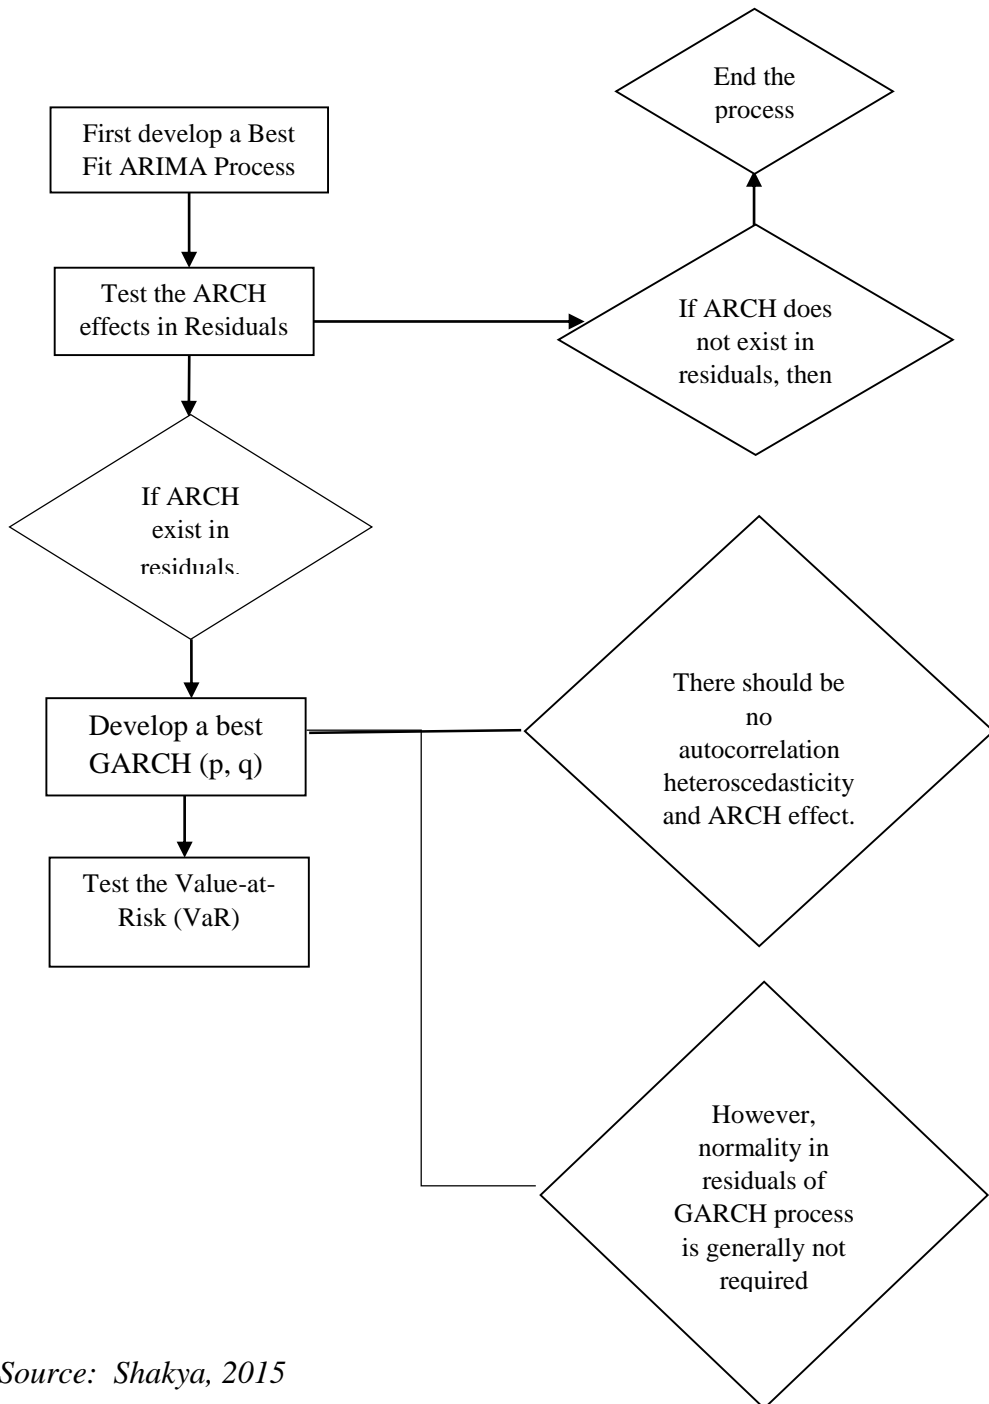 First develop a Best
Fit ARIMA Process
Test the ARCH
effects in Residuals
If ARCH does
not exist in
residuals, then
End the
process
If ARCH
exist in
residuals.
Develop a best
GARCH (p, q)
There should be
no
autocorrelation
heteroscedasticity
and ARCH effect.
However,
normality in
residuals of
GARCH process
is generally not
required
Test the Value-at-
Risk (VaR)
Source: Shakya, 2015